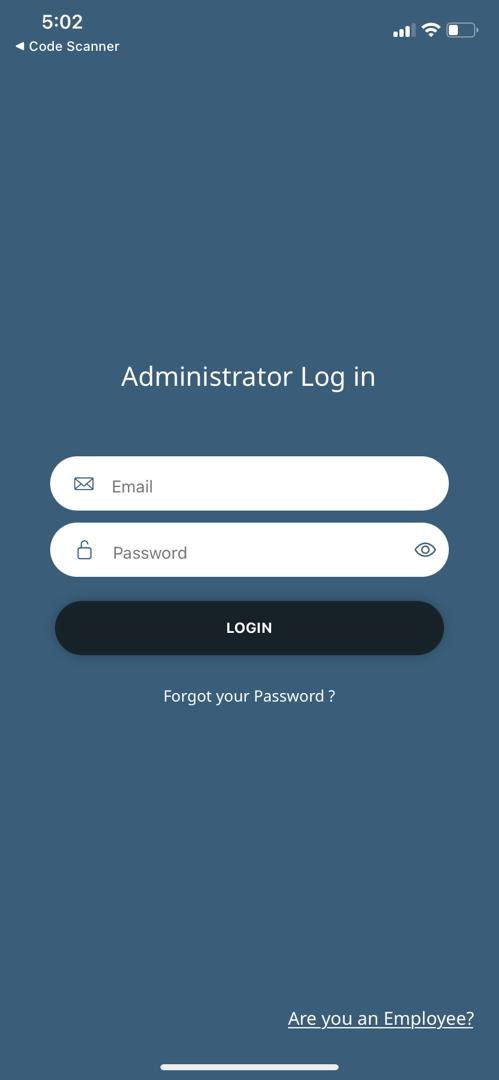 5:02
◀ Code Scanner
Administrator Log in
Email
Password
LOGIN
Forgot your Password ?
Are you an Employee?